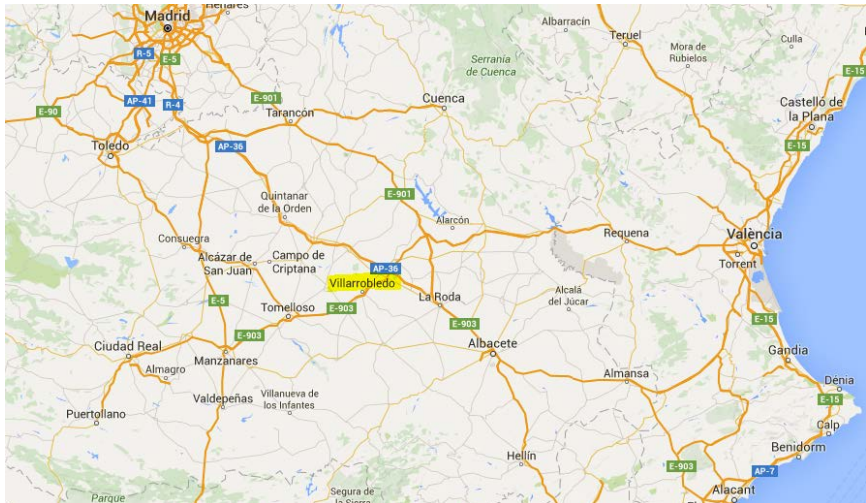 Madrid
Henares
Albarracín
Teruel
Culla
Mora de
Rubielos
R-5
E-5
Serranía
de Cuenca
E-15
AP-41
R-4
E-901
E-90
Cuenca
Castelló de
la Plana
Tarancón
Toledo
AP-36
E-15
E-901
Quintanar
de la Orden
Alarcón
Requena
València
Consuegra
Torrent
Alcázar de
San Juan
Campo de
Criptana
AP-36
Villarrobledo
La Roda
Alcalá
del Júcar
E-5
Tomelloso
E-903
E-903
E-903
E-15
Ciudad Real
Manzanares
Albacete
Gandia
Almagro
Almansa
Dénia
Valdepeñas
Villanueva de
los Infantes
E-15
Puertollano
Calp
Hellín
Benidorm
E-903
AP-7
Parque
Segura de
la Sierra
Alacant